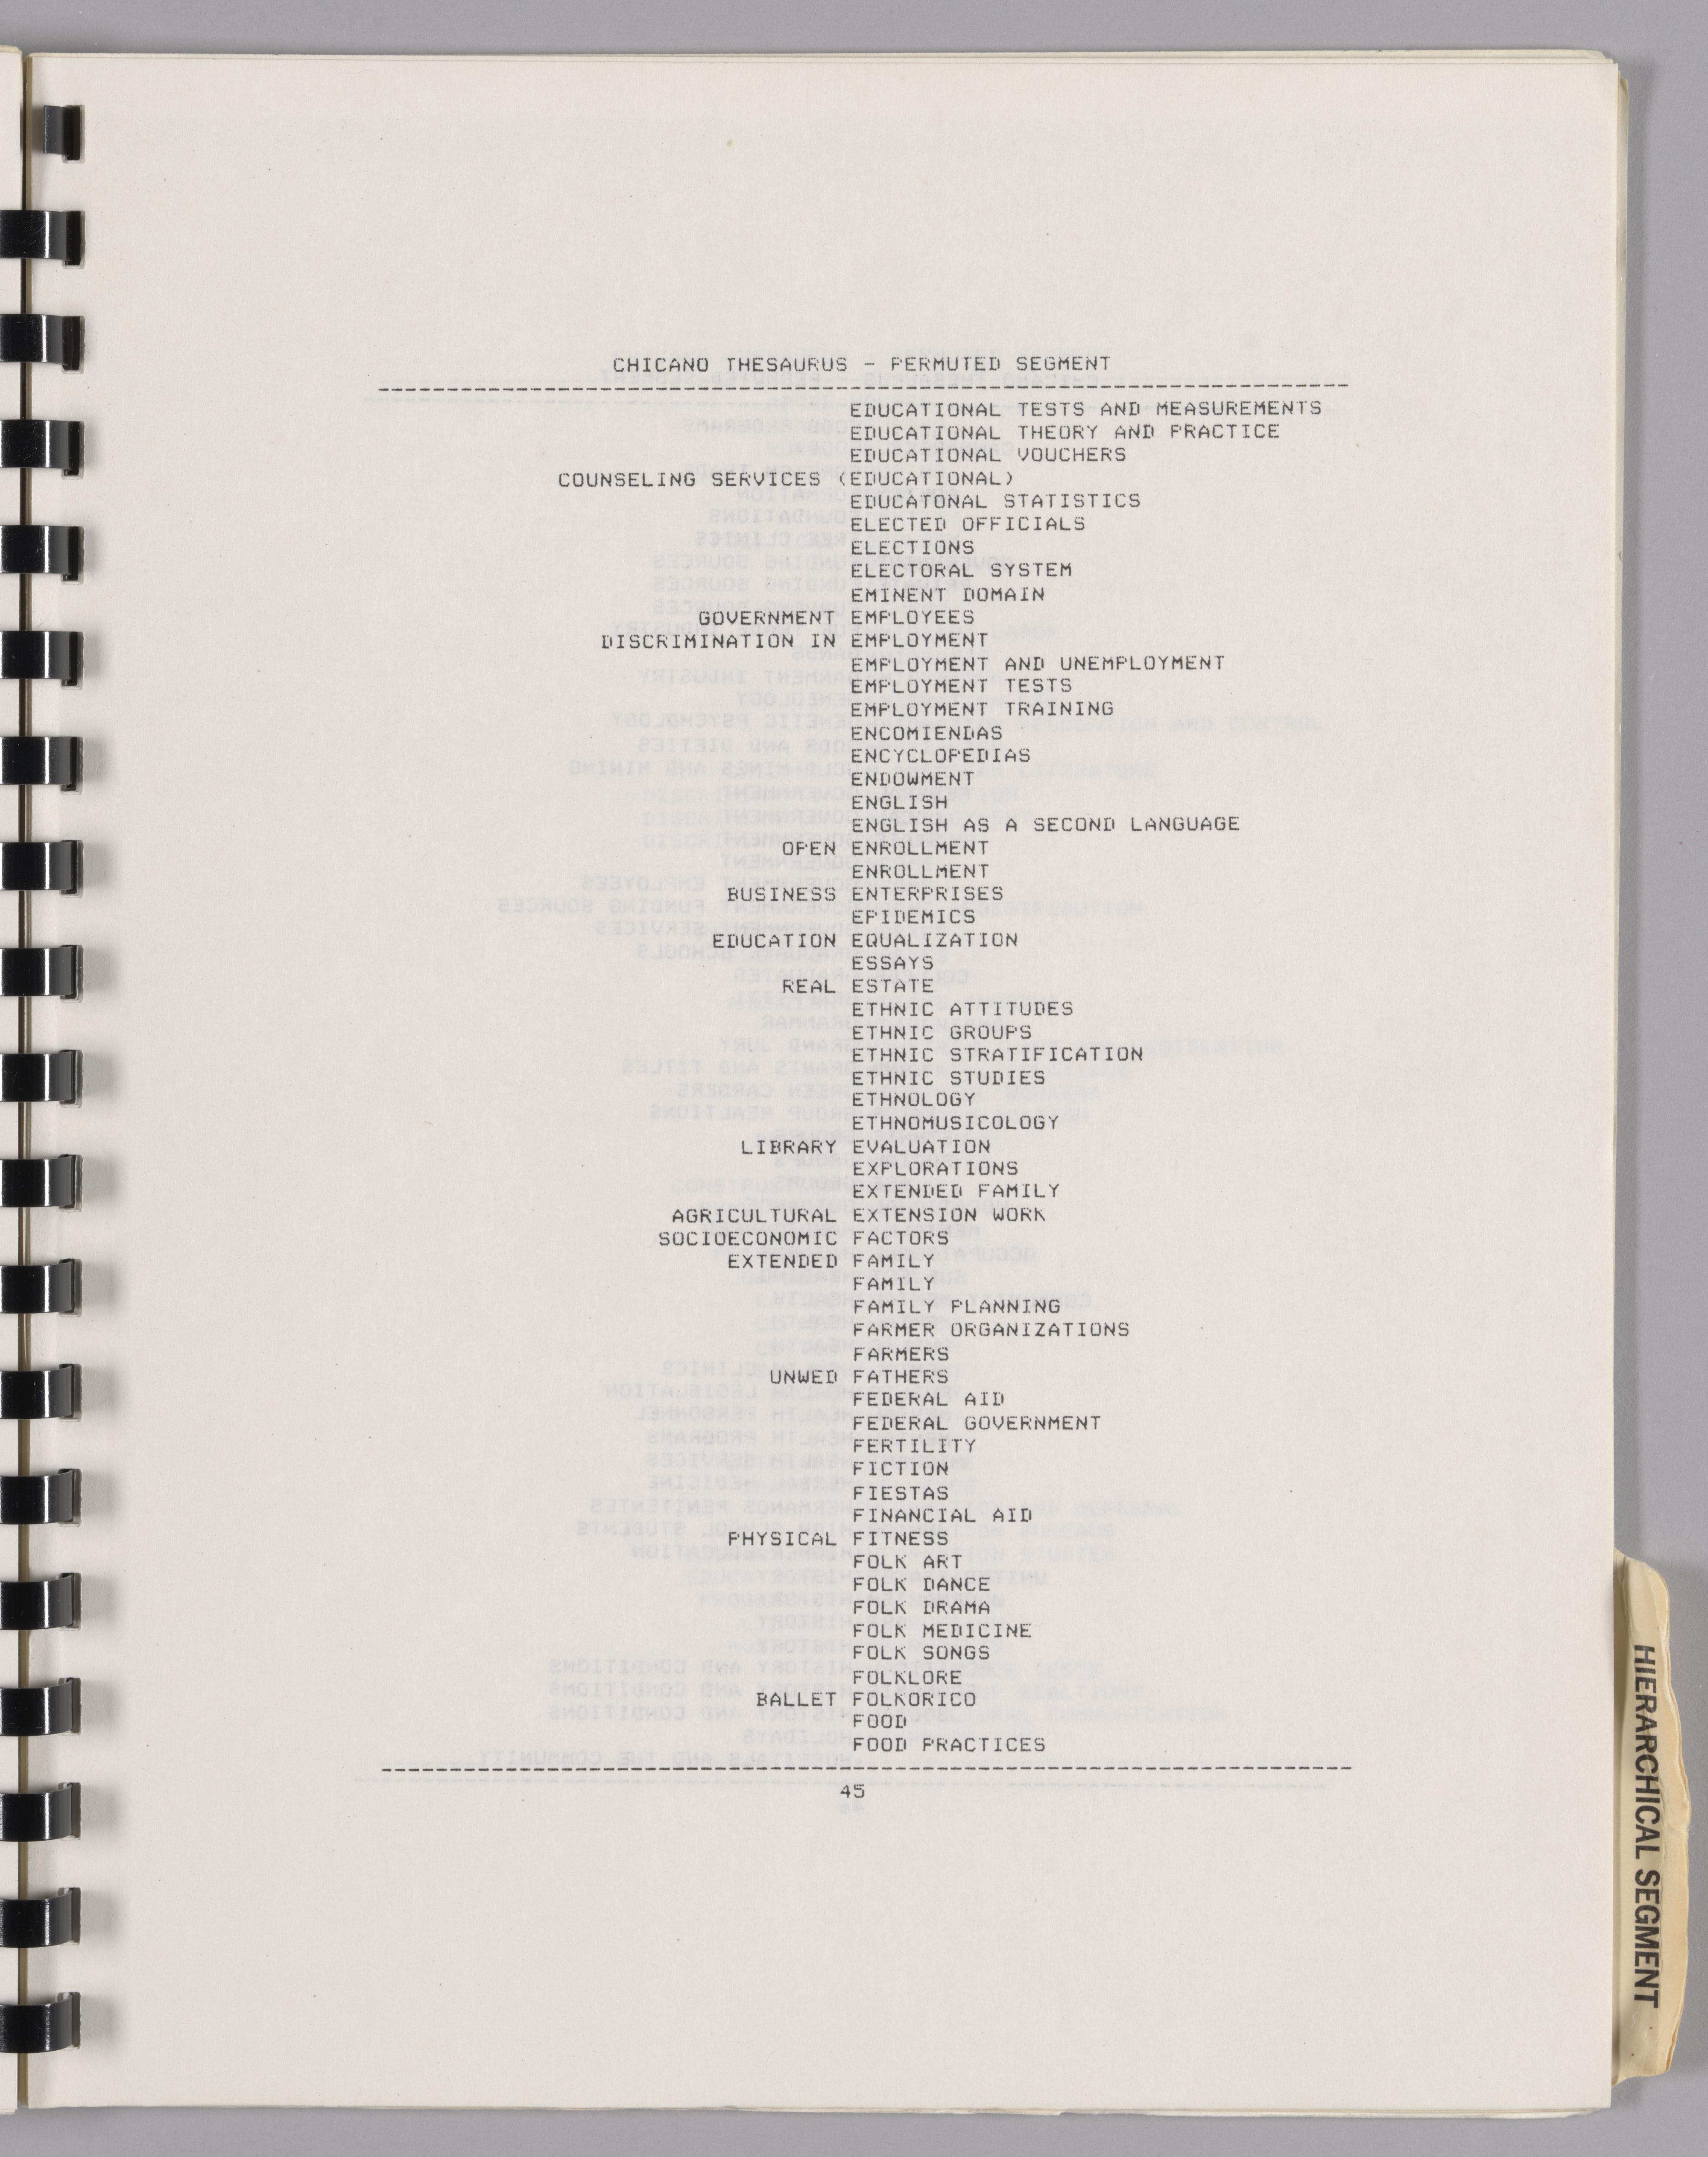 CHICANO THESAURUS - PERMUTED SEGMENT
EDUCATIONAL TESTS AND MEASUREMENTS
EDUCATIONAL THEORY AND PRACTICE
EDUCATIONAL VOUCHERS
COUNSELING SERVICES (EDUCATIONAL)
EDUCATONAL STATISTICS
ELECTED OFFICIALS
ELECTIONS
ELECTORAL SYSTEM
EMINENT DOMAIN
GOVERNMENT EMPLOYEES
DISCRIMINATION IN EMPLOYMENT
EMPLOYMENT AND UNEMPLOYMENT
EMPLOYMENT TESTS
EMPLOYMENT TRAINING
ENCOMIENDAS
ENCYCLOPEDIAS
ENDOWMENT
ENGLISH
ENGLISH AS A SECOND LANGUAGE
OPEN ENROLLMENT
ENROLLMENT
BUSINESS ENTERPRISES
EPIDEMICS
EDUCATION EQUALIZATION
ESSAYS
REAL ESTATE
ETHNIC ATTITUDES
ETHNIC GROUPS
ETHNIC STRATIFICATION
ETHNIC STUDIES
ETHNOLOGY
ETHNOMUSICOLOGY
LIBRARY EVALUATION
EXPLORATIONS
EXTENDED FAMILY
AGRICULTURAL EXTENSION WORK
SOCIOECONOMIC FACTORS
EXTENDED FAMILY
FAMILY
FAMILY PLANNING
FARMER ORGANIZATIONS
FARMERS
UNWED FATHERS
FEDERAL AID
FEDERAL GOVERNMENT
FERTILITY
FICTION
FIESTAS
FINANCIAL AID
PHYSICAL FITNESS
FOLK ART
FOLK DANCE
FOLK DRAMA
FOLK MEDICINE
FOLK SONGS
FOLKLORE
BALLET FOLKORICO
FOOD
FOOD PRACTICES
45
HIERARCHICAL SEGMENT